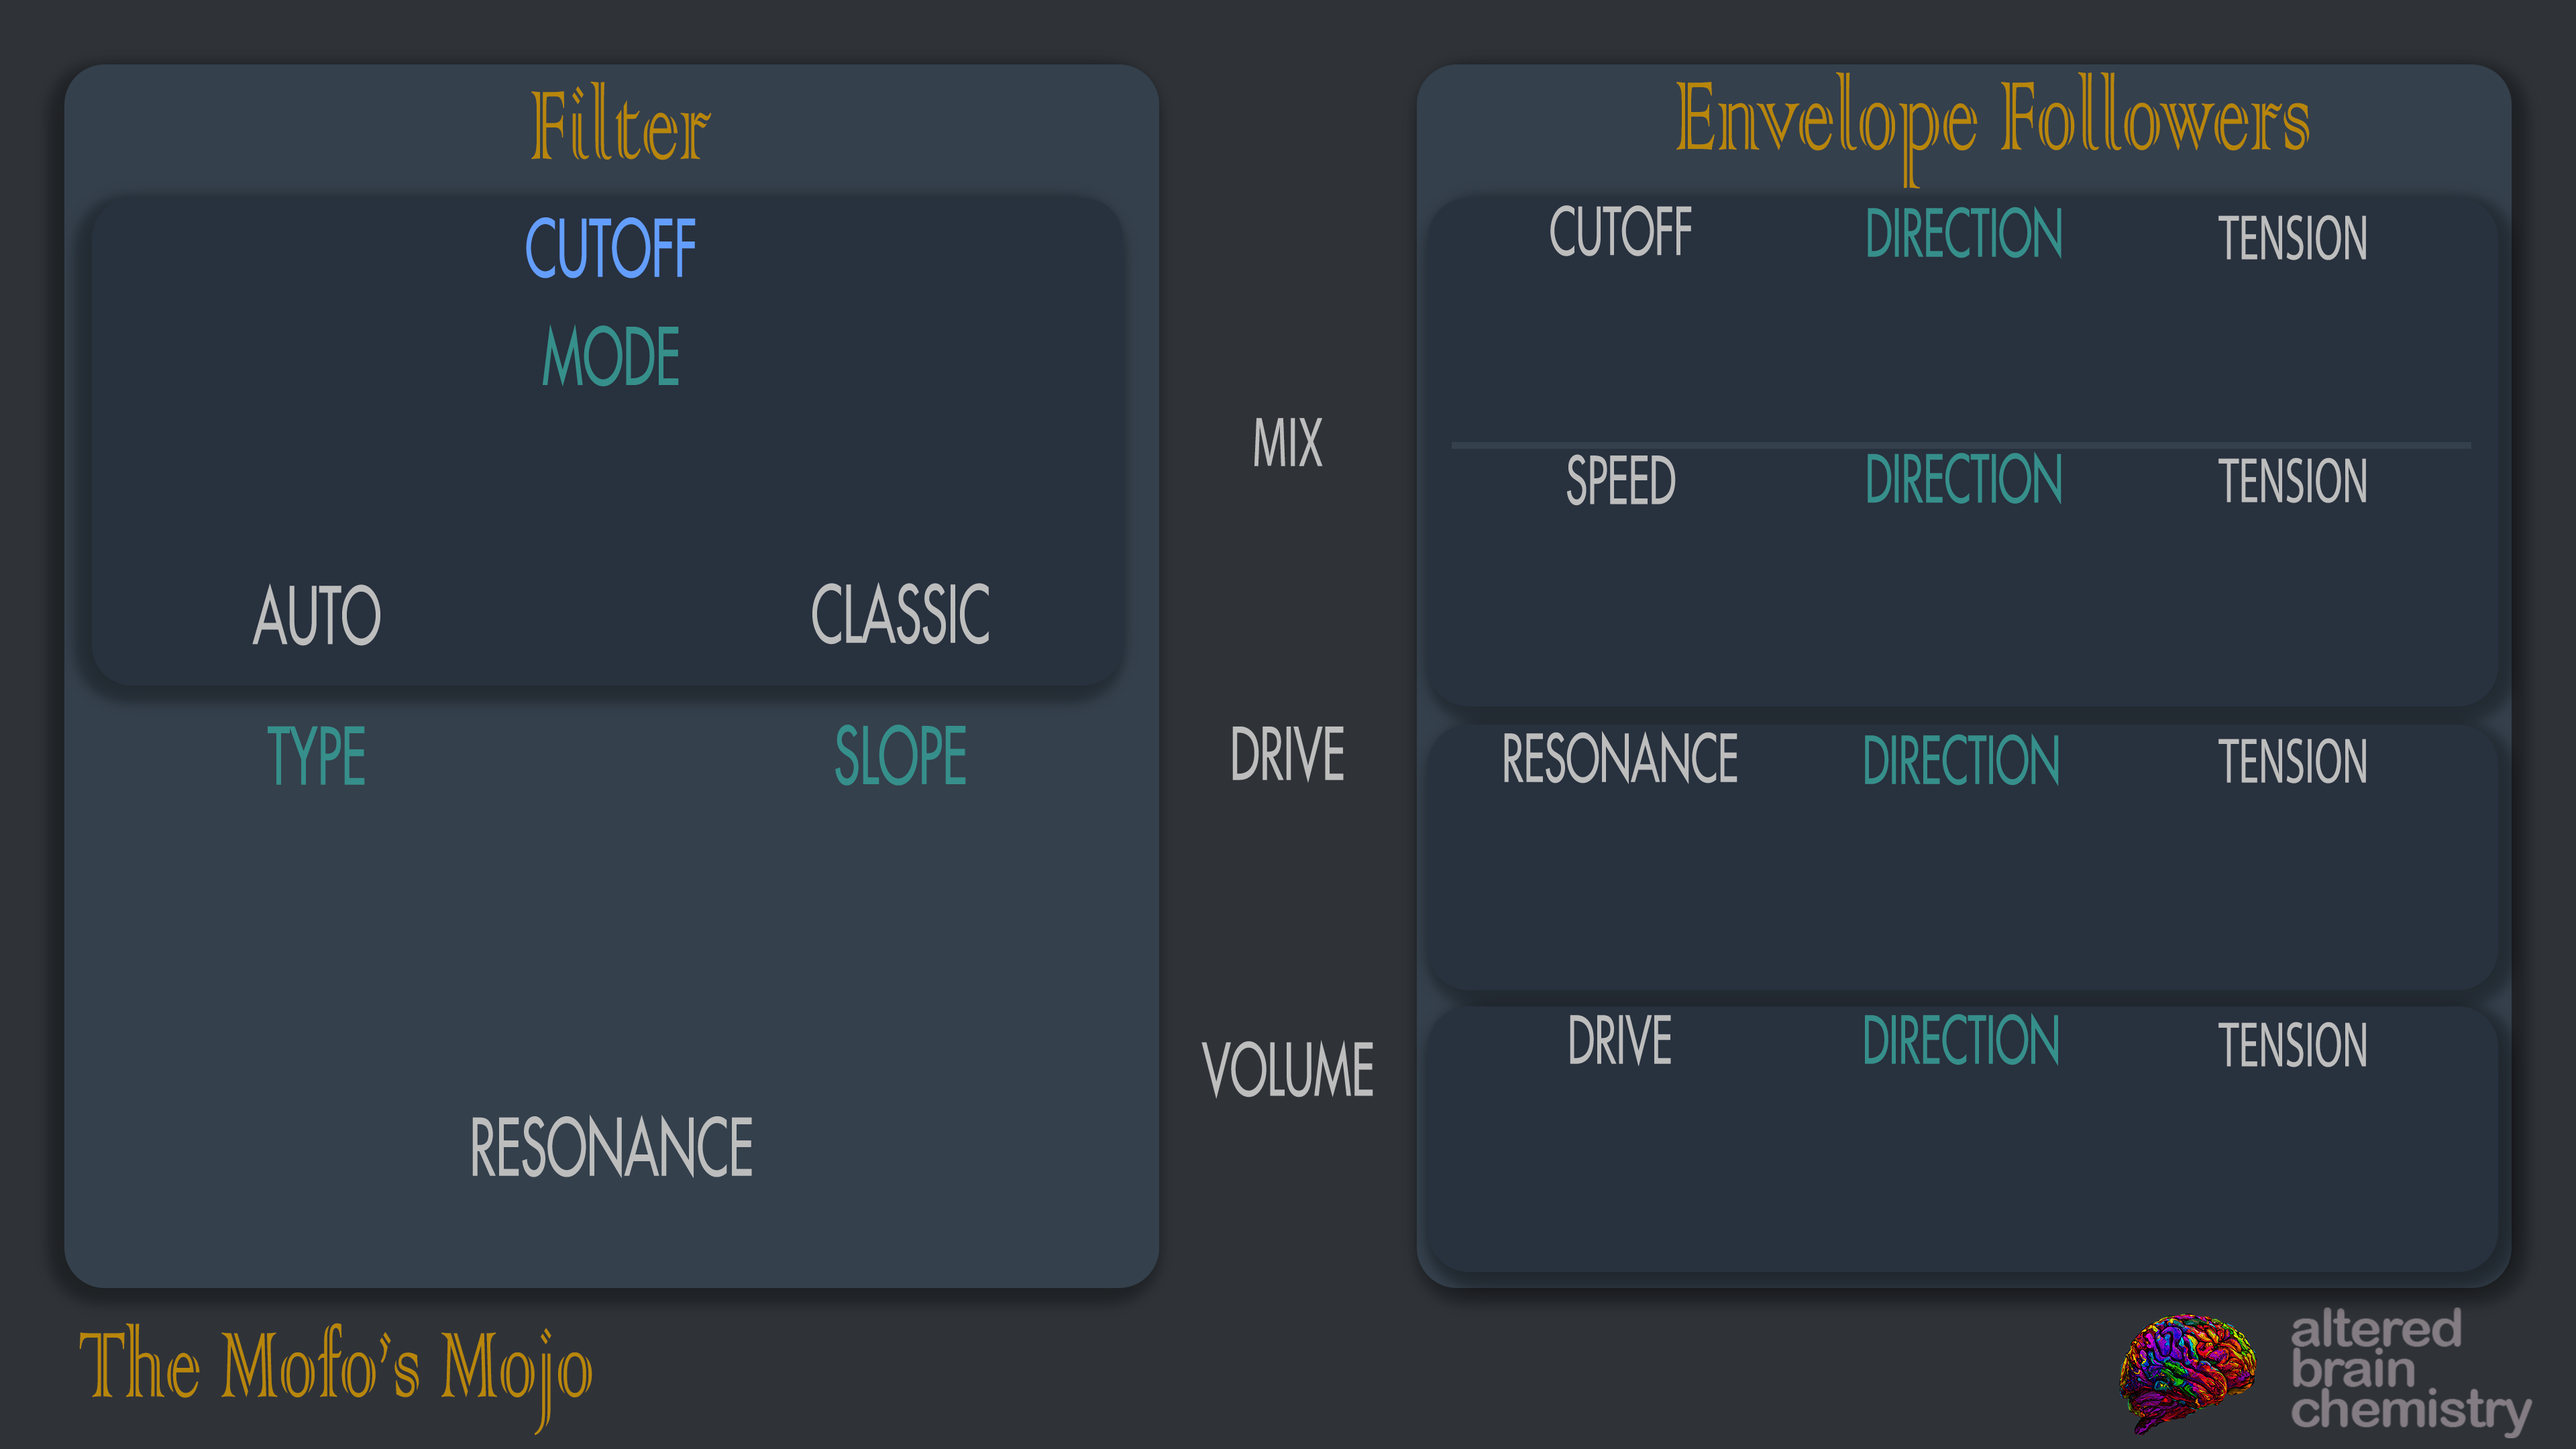 Filter
CUTOFF
MODE
AUTO CLASSIC
TYPE SLOPE
RESONANCE
MIX
DRIVE
VOLUME
Envelope Followers
CUTOFF DIRECTION TENSION
SPEED DIRECTION TENSION
RESONANCE DIRECTION TENSION
DRIVE DIRECTION TENSION
The Mofo's Mojo
altered
brain
chemistry